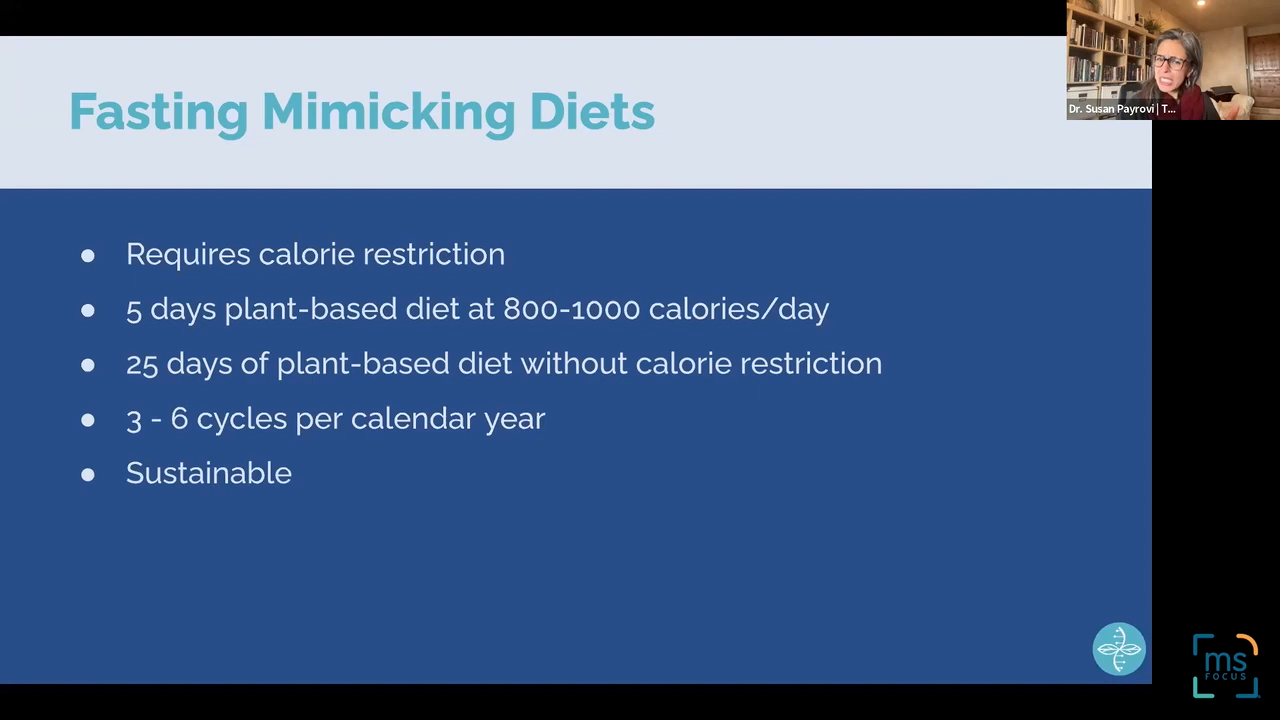 Fasting Mimicking Diets
Dr. Susan Payrovi | T...
● Requires calorie restriction
● 5 days plant-based diet at 800-1000 calories/day
● 25 days of plant-based diet without calorie restriction
● 3 - 6 cycles per calendar year
● Sustainable
ms
FOCUS